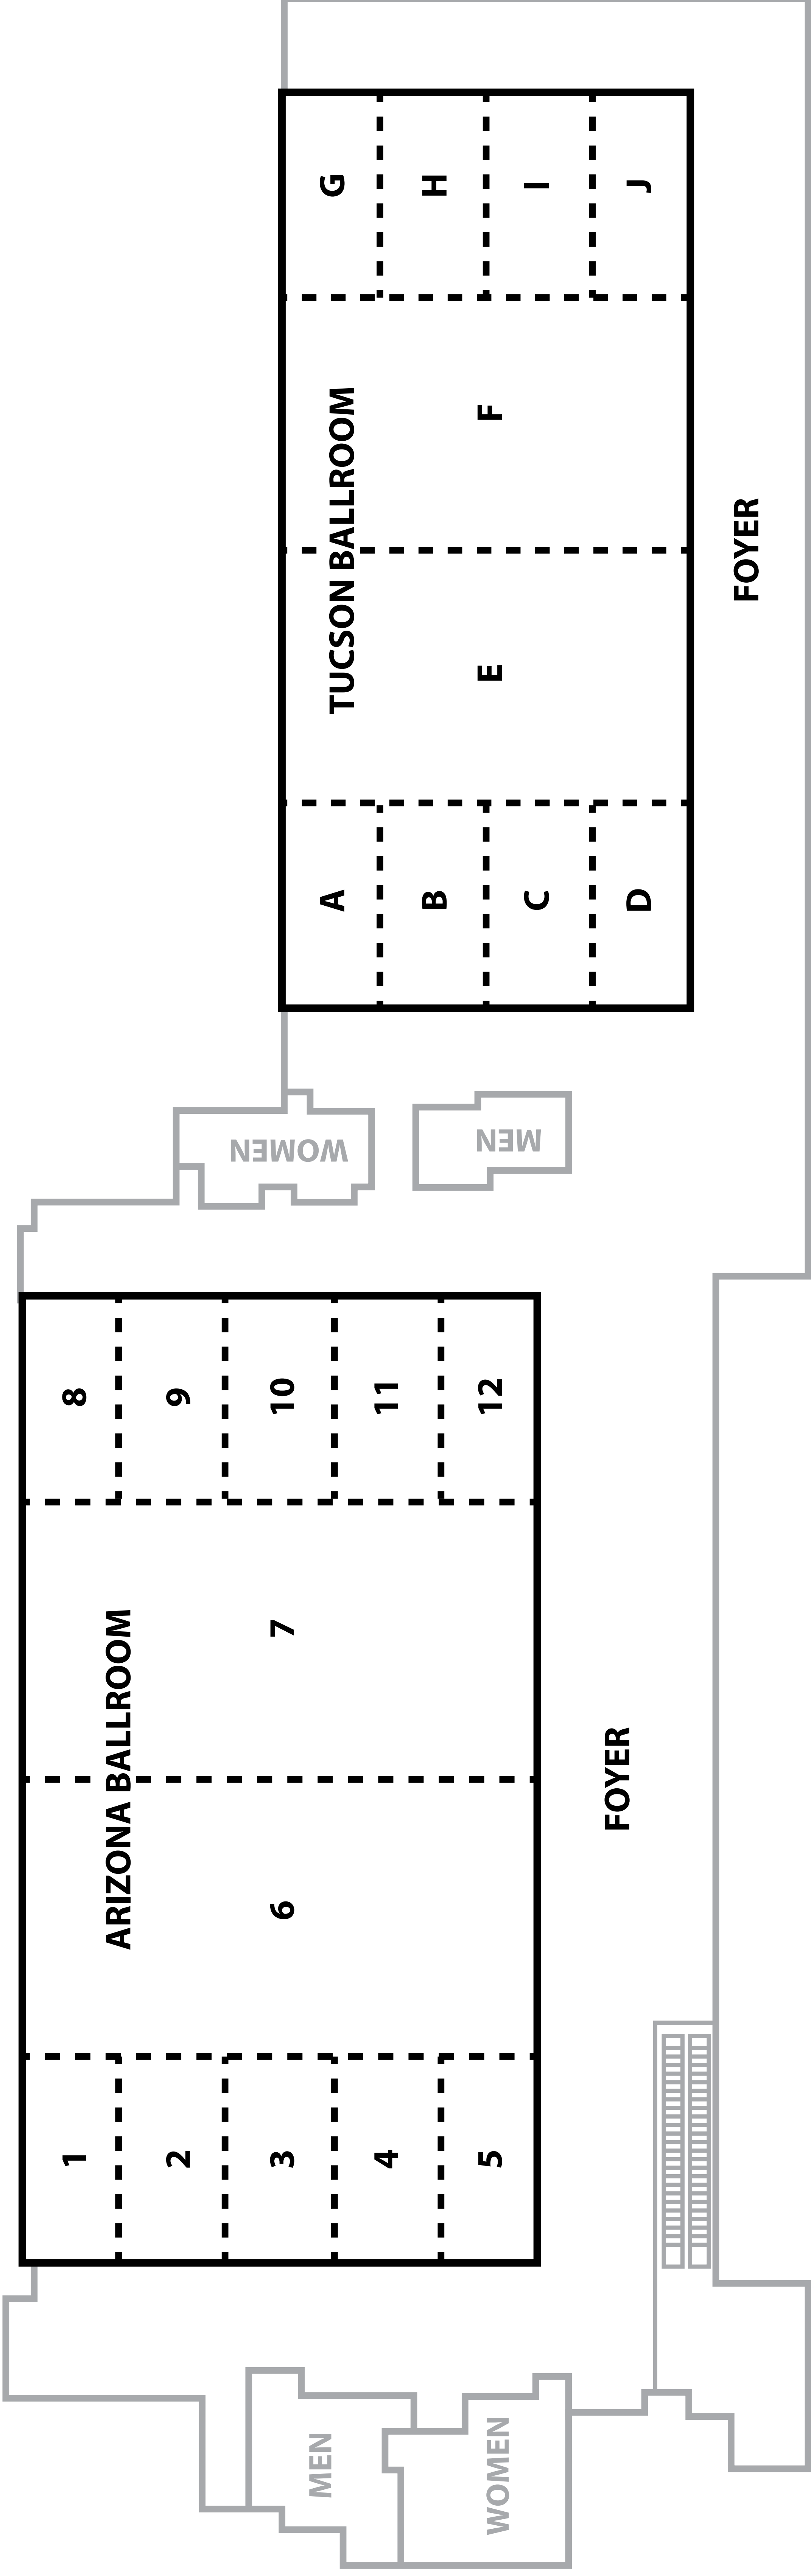 ARIZONA BALLROOM
1
2
3
4
5
6
7
8
9
10
11
12
FOYER
MEN
WOMEN
WOMEN
MEN
TUCSON BALLROOM
A
B
C
D
E
F
G
H
I
J
FOYER